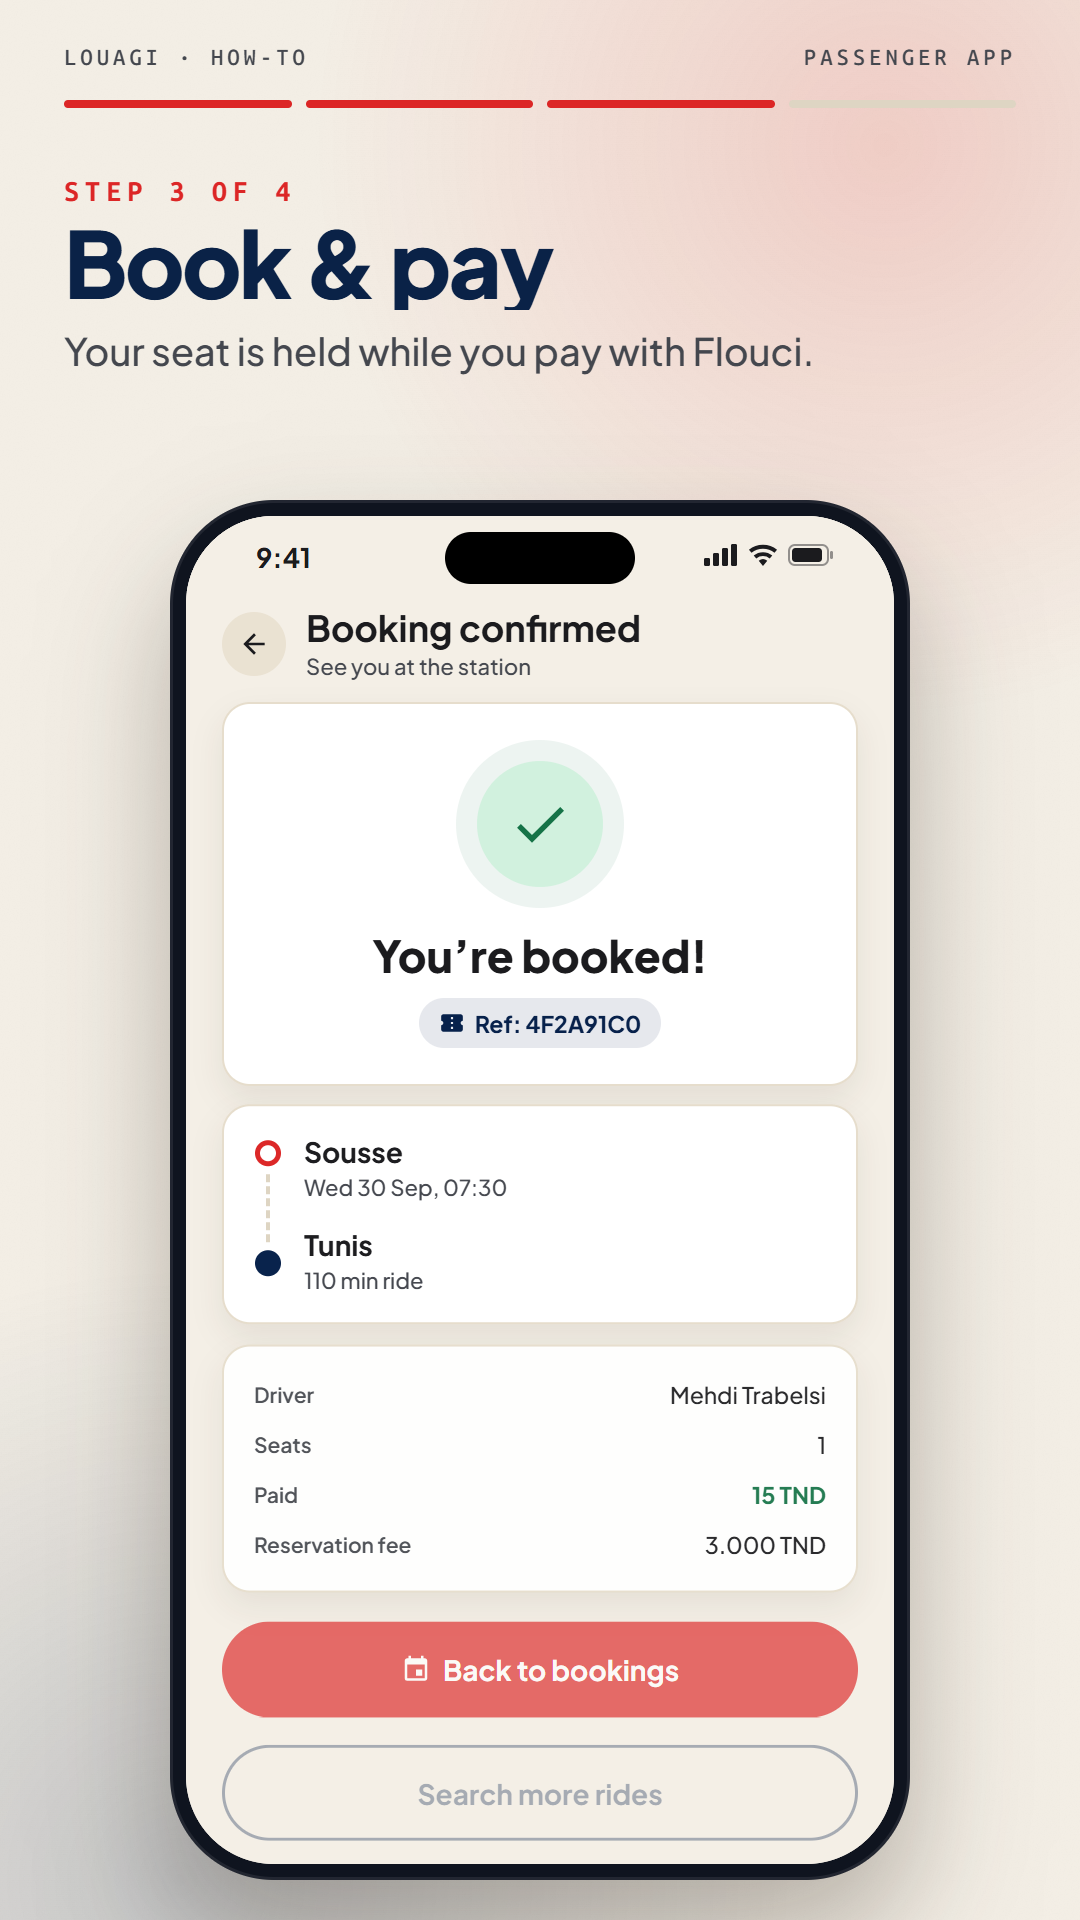 LOUAGI · HOW-TO
PASSENGER APP
STEP 3 OF 4
Book & pay
Your seat is held while you pay with Flouci.
9:41
Booking confirmed
See you at the station
You’re booked!
Ref: 4F2A91C0
Sousse
Wed 30 Sep, 07:30
Tunis
110 min ride
Driver Mehdi Trabelsi
Seats 1
Paid 15 TND
Reservation fee 3.000 TND
Back to bookings
Search more rides